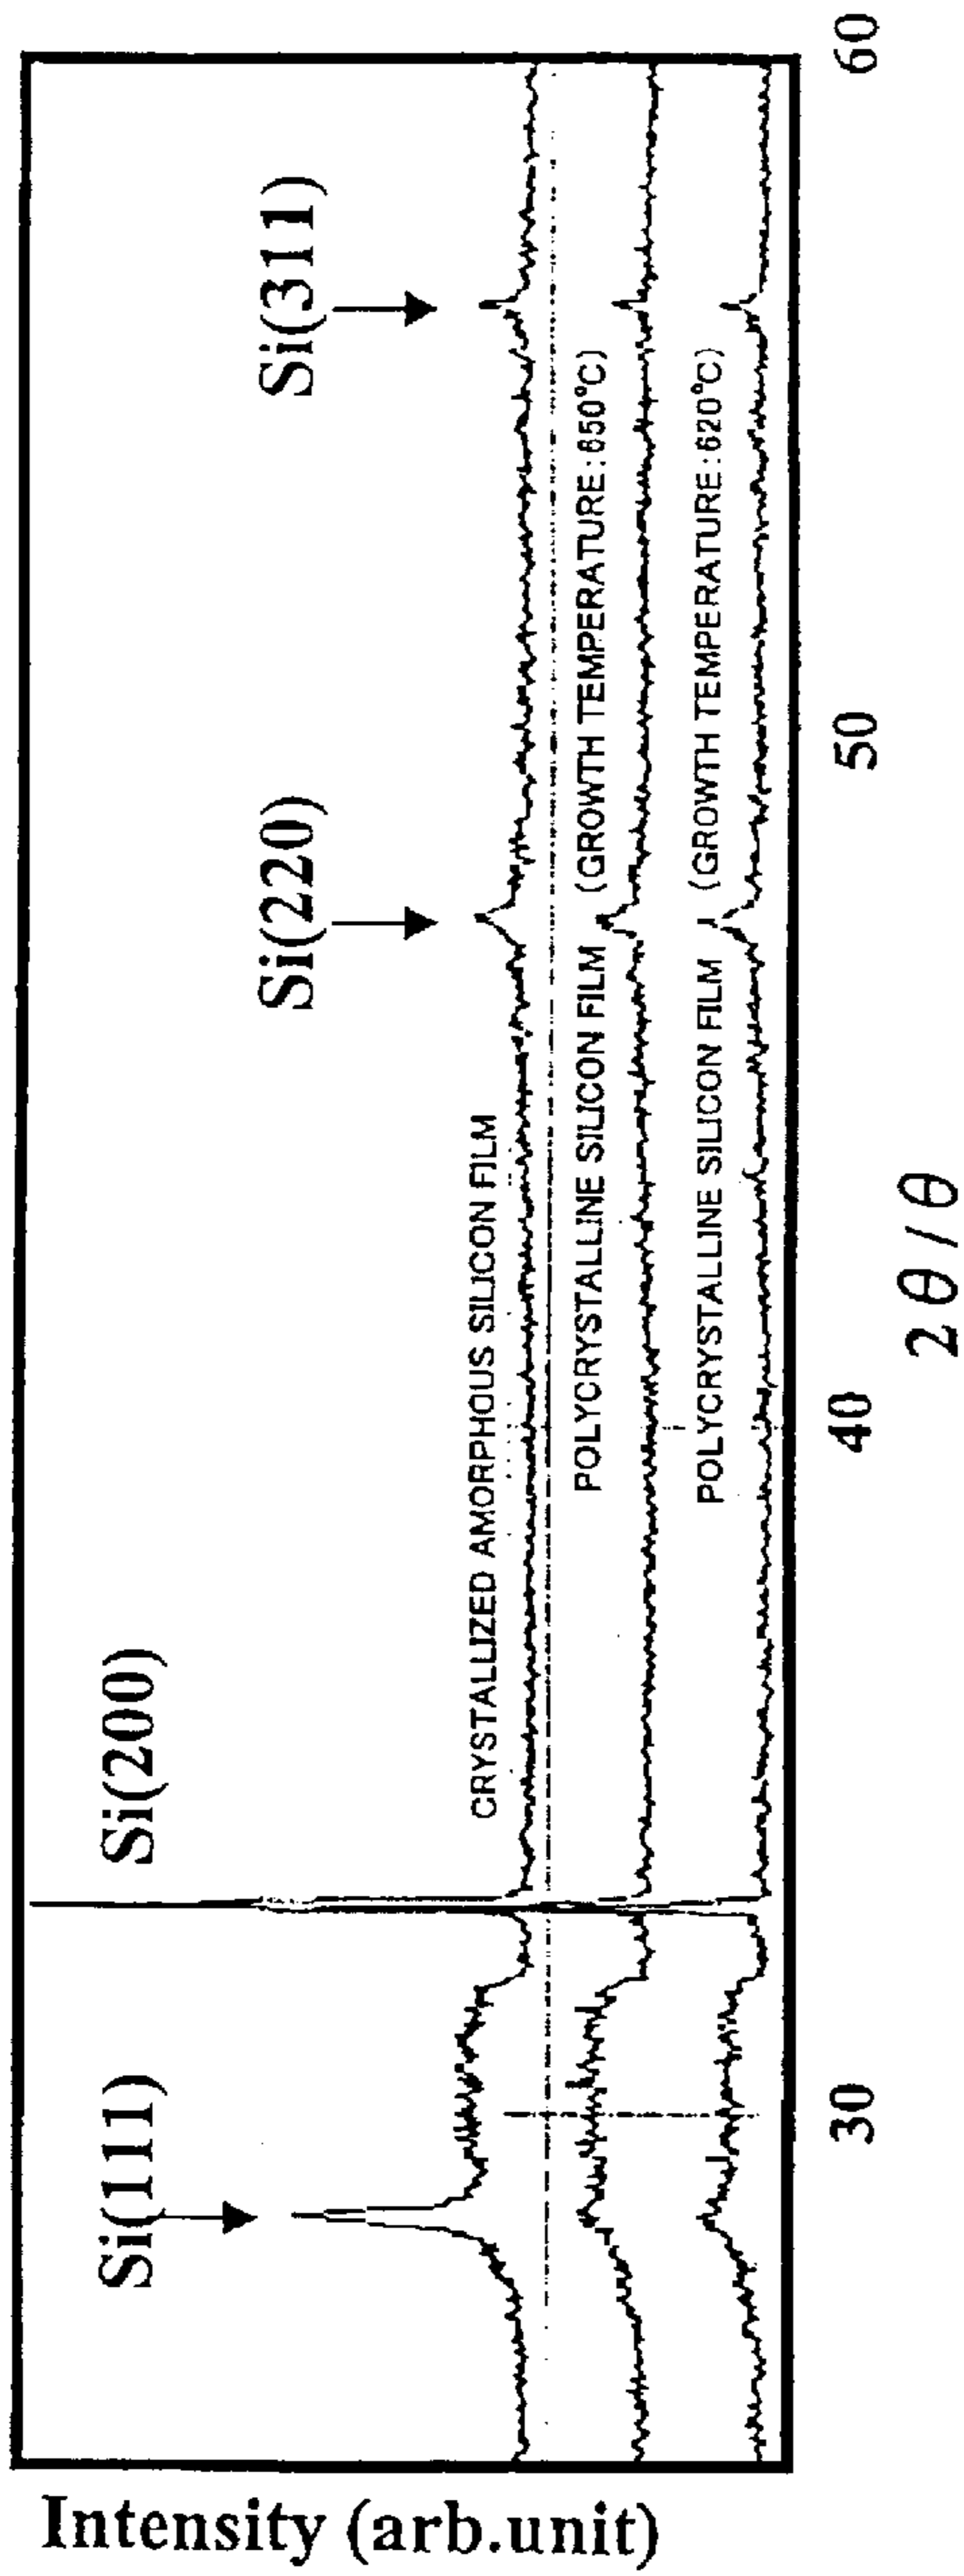 Intensity (arb.unit)
Si(111)
Si(200)
Si(220)
Si(311)
CRYSTALLIZED AMORPHOUS SILICON FILM
POLYCRYSTALLINE SILICON FILM (GROWTH TEMPERATURE:650°C)
POLYCRYSTALLINE SILICON FILM (GROWTH TEMPERATURE:620°C)
30
40
50
60
2θ/θ